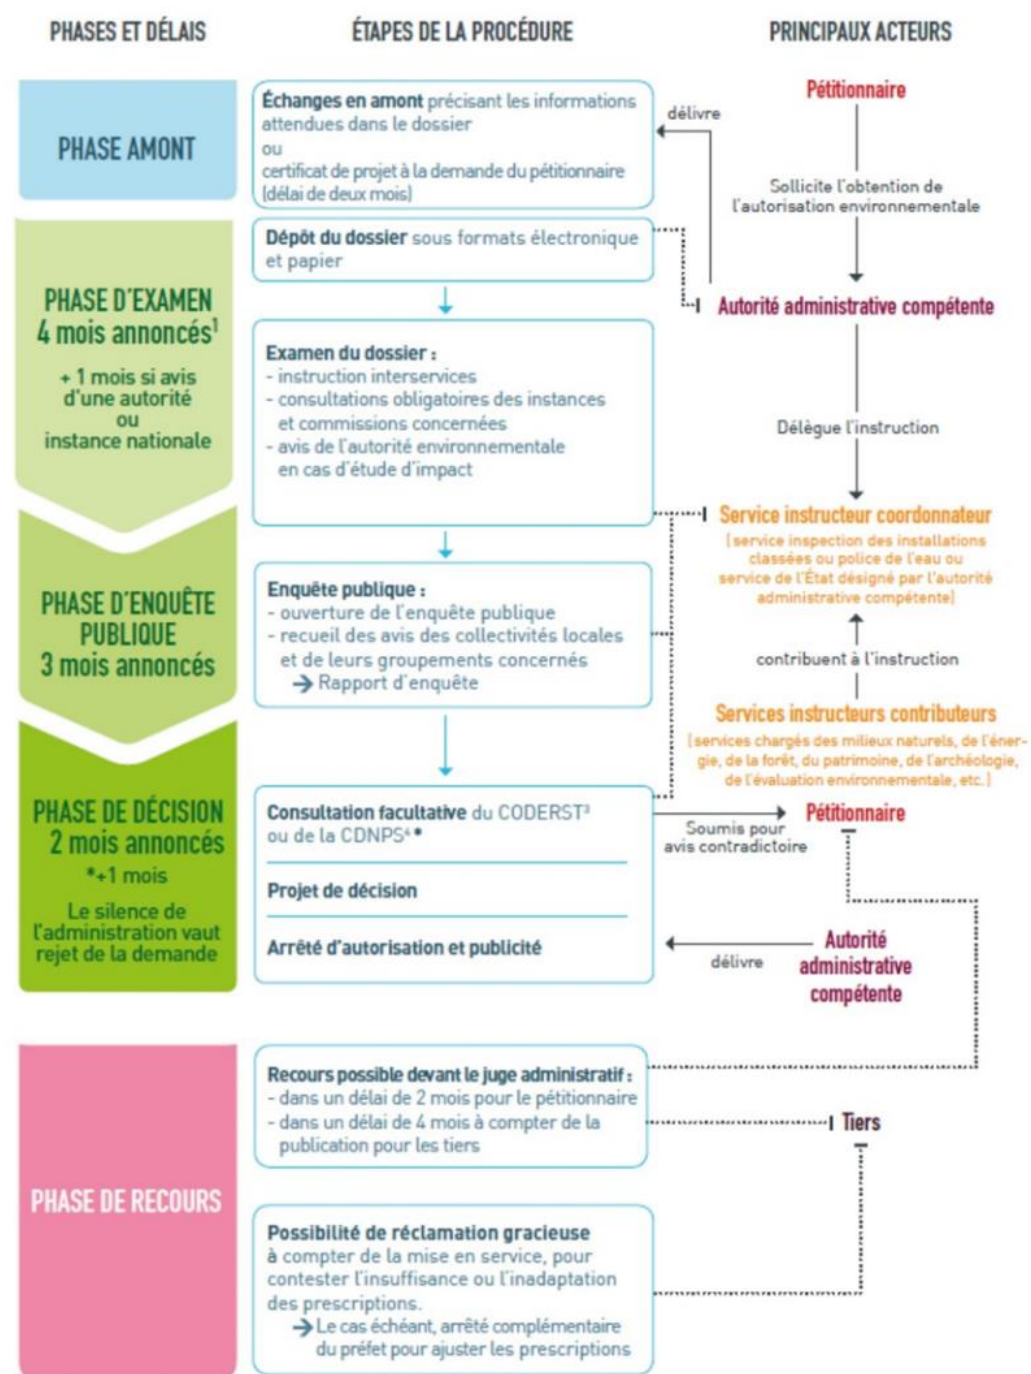 PHASES ET DÉLAIS
ÉTAPES DE LA PROCÉDURE
PRINCIPAUX ACTEURS
PHASE AMONT
Échanges en amont précisant les informations
attendues dans le dossier
ou
certificat de projet à la demande du pétitionnaire
(délai de deux mois)
délivre
Pétitionnaire
Sollicite l'obtention de
l'autorisation environnementale
PHASE D'EXAMEN
4 mois annoncés¹
+ 1 mois si avis
d'une autorité
ou
instance nationale
Dépôt du dossier sous formats électronique
et papier
Autorité administrative compétente
Examen du dossier :
- instruction interservices
- consultations obligatoires des instances
et commissions concernées
- avis de l'autorité environnementale
en cas d'étude d'impact
Délègue l'instruction
Service instructeur coordonnateur
( service inspection des installations
classées ou police de l'eau ou
service de l'État désigné par l'autorité
administrative compétente)
PHASE D'ENQUÊTE
PUBLIQUE
3 mois annoncés
Enquête publique :
- ouverture de l'enquête publique
- recueil des avis des collectivités locales
et de leurs groupements concernés
→ Rapport d'enquête
contribuent à l'instruction
Services instructeurs contributeurs
( services chargés des milieux naturels, de l'éner-
gie, de la forêt, du patrimoine, de l'archéologie,
de l'évaluation environnementale, etc.)
PHASE DE DÉCISION
2 mois annoncés
*+1 mois
Le silence de
l'administration vaut
rejet de la demande
Consultation facultative du CODERST³
ou de la CDNPS⁴ *
Projet de décision
Arrêté d'autorisation et publicité
Soumis pour
avis contradictoire
Pétitionnaire
délivre
Autorité
administrative
compétente
PHASE DE RECOURS
Recours possible devant le juge administratif :
- dans un délai de 2 mois pour le pétitionnaire
- dans un délai de 4 mois à compter de la
publication pour les tiers
Tiers
Possibilité de réclamation gracieuse
à compter de la mise en service, pour
contester l'insuffisance ou l'inadaptation
des prescriptions.
→ Le cas échéant, arrêté complémentaire
du préfet pour ajuster les prescriptions